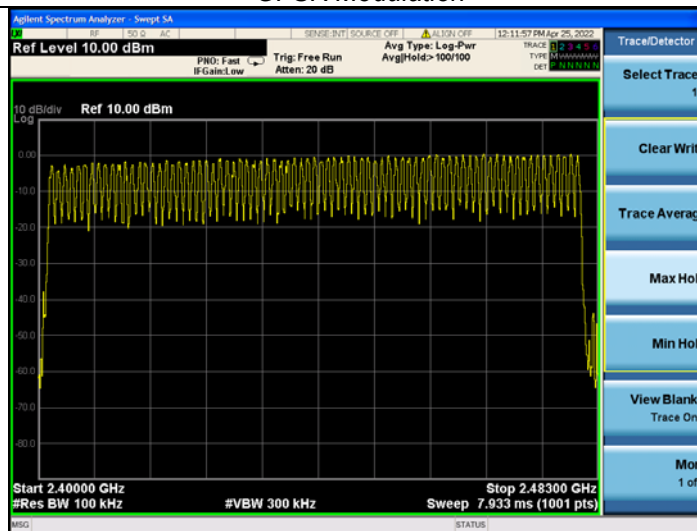 Agilent Spectrum Analyzer - Swept SA
RF 50 Ω AC SENSE:INT SOURCE OFF ALIGN OFF 12:11:57 PM Apr 25, 2022
Ref Level 10.00 dBm
PNO: Fast
IFGain:Low
Trig: Free Run
Atten: 20 dB
Avg Type: Log-Pwr
Avg|Hold:>100/100
TRACE 1 2 3 4 5 6
TYPE M
DET P N N N N N
Trace/Detector
Select Trace
1
Clear Writ
Trace Averag
Max Hol
Min Hol
View Blank
Trace On
Mor
1 of
10 dB/div Ref 10.00 dBm
Log
0.00
-10.0
-20.0
-30.0
-40.0
-50.0
-60.0
-70.0
-80.0
Start 2.40000 GHz Stop 2.48300 GHz
#Res BW 100 kHz #VBW 300 kHz Sweep 7.933 ms (1001 pts)
MSG STATUS